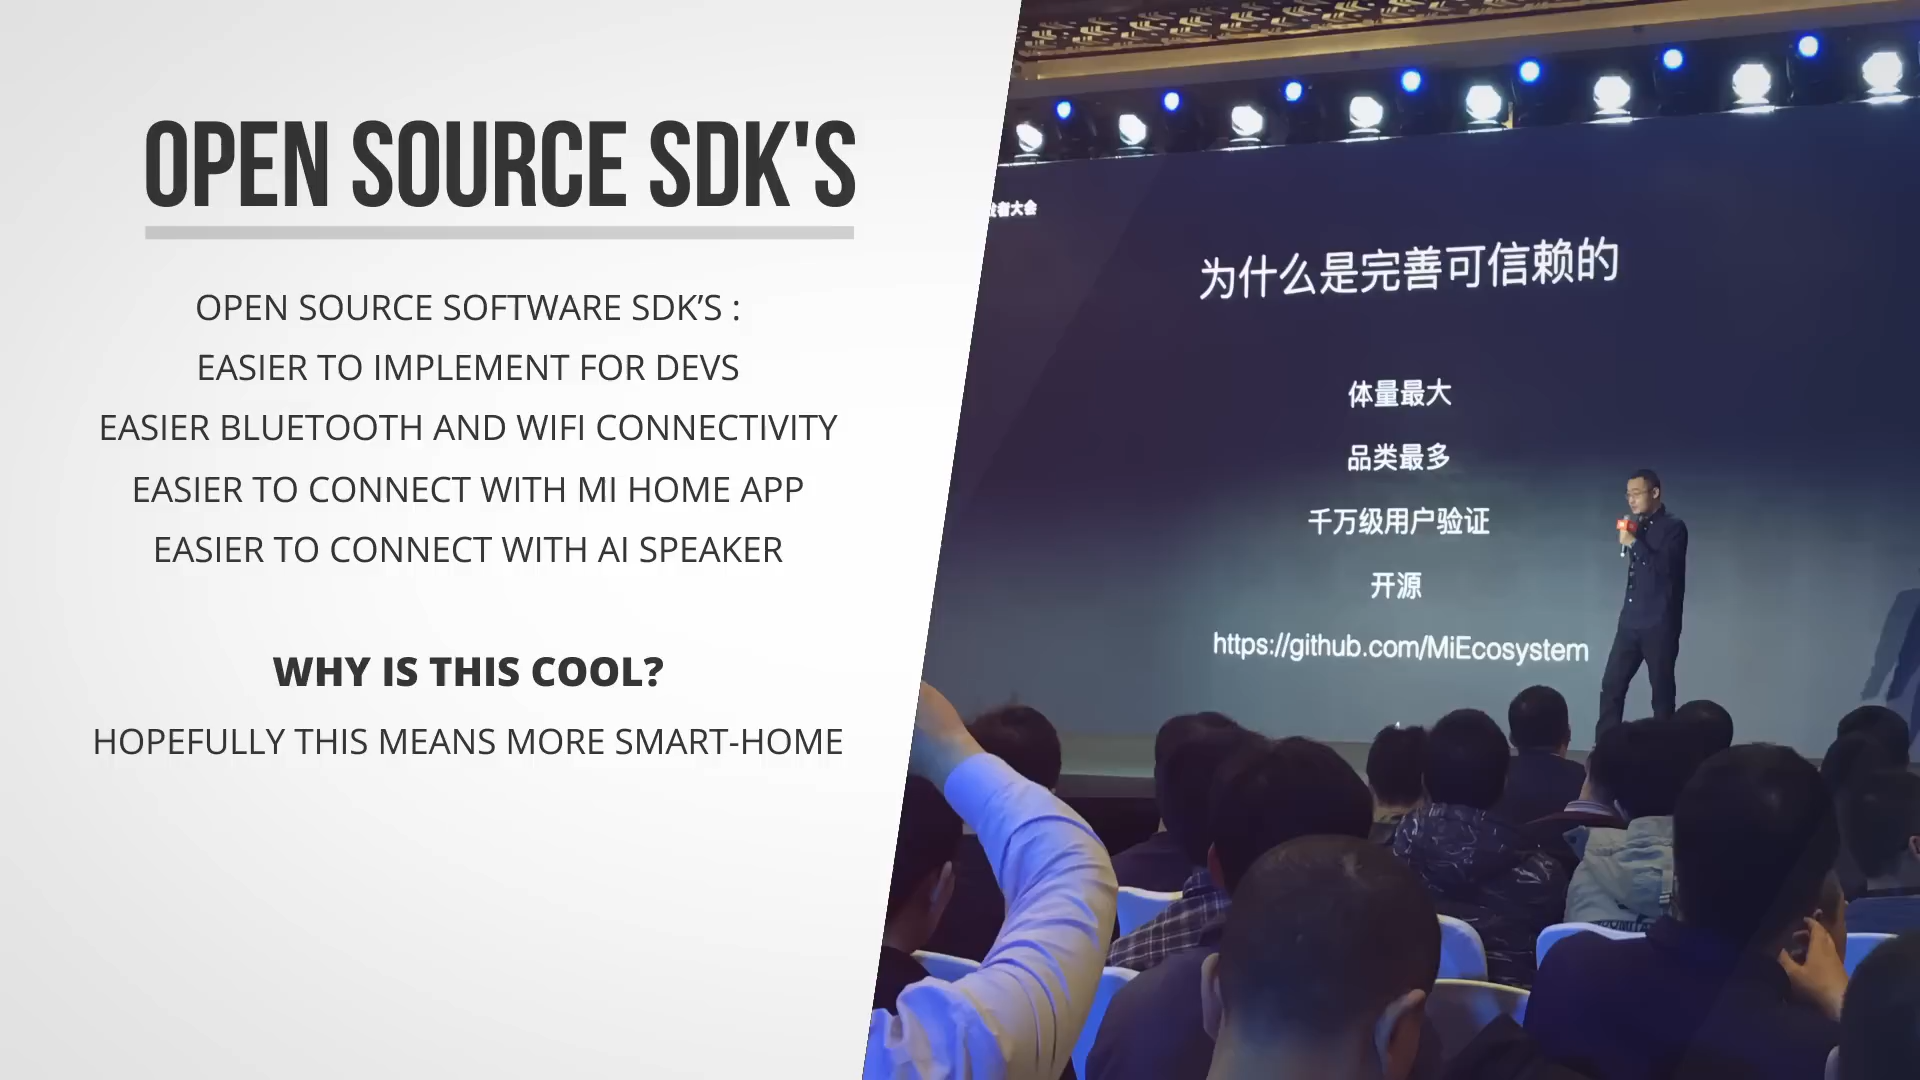 OPEN SOURCE SDK'S
OPEN SOURCE SOFTWARE SDK’S :
EASIER TO IMPLEMENT FOR DEVS
EASIER BLUETOOTH AND WIFI CONNECTIVITY
EASIER TO CONNECT WITH MI HOME APP
EASIER TO CONNECT WITH AI SPEAKER
WHY IS THIS COOL?
HOPEFULLY THIS MEANS MORE SMART-HOME
者大会
为什么是完善可信赖的
体量最大
品类最多
千万级用户验证
开源
https://github.com/MiEcosystem